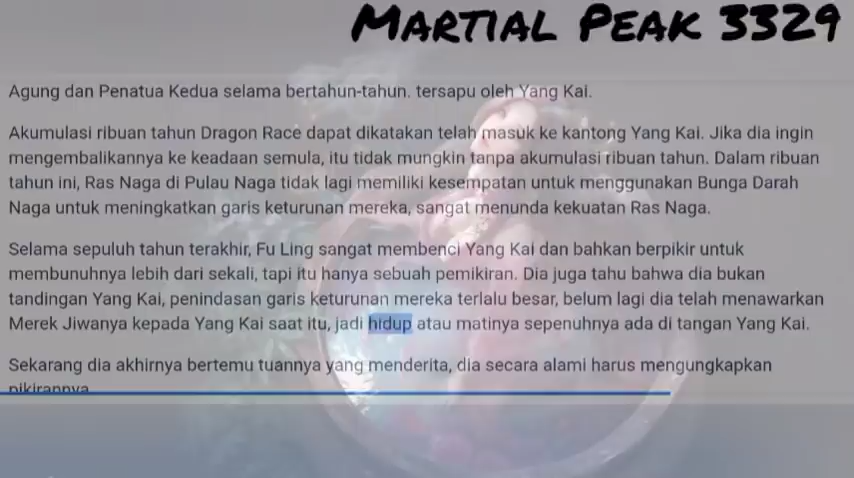 MARTIAL PEAK 3329
Agung dan Penatua Kedua selama bertahun-tahun. tersapu oleh Yang Kai.
Akumulasi ribuan tahun Dragon Race dapat dikatakan telah masuk ke kantong Yang Kai. Jika dia ingin
mengembalikannya ke keadaan semula, itu tidak mungkin tanpa akumulasi ribuan tahun. Dalam ribuan
tahun ini, Ras Naga di Pulau Naga tidak lagi memiliki kesempatan untuk menggunakan Bunga Darah
Naga untuk meningkatkan garis keturunan mereka, sangat menunda kekuatan Ras Naga.
Selama sepuluh tahun terakhir, Fu Ling sangat membenci Yang Kai dan bahkan berpikir untuk
membunuhnya lebih dari sekali, tapi itu hanya sebuah pemikiran. Dia juga tahu bahwa dia bukan
tandingan Yang Kai, penindasan garis keturunan mereka terlalu besar, belum lagi dia telah menawarkan
Merek Jiwanya kepada Yang Kai saat itu, jadi hidup atau matinya sepenuhnya ada di tangan Yang Kai.
Sekarang dia akhirnya bertemu tuannya yang menderita, dia secara alami harus mengungkapkan
pikirannya